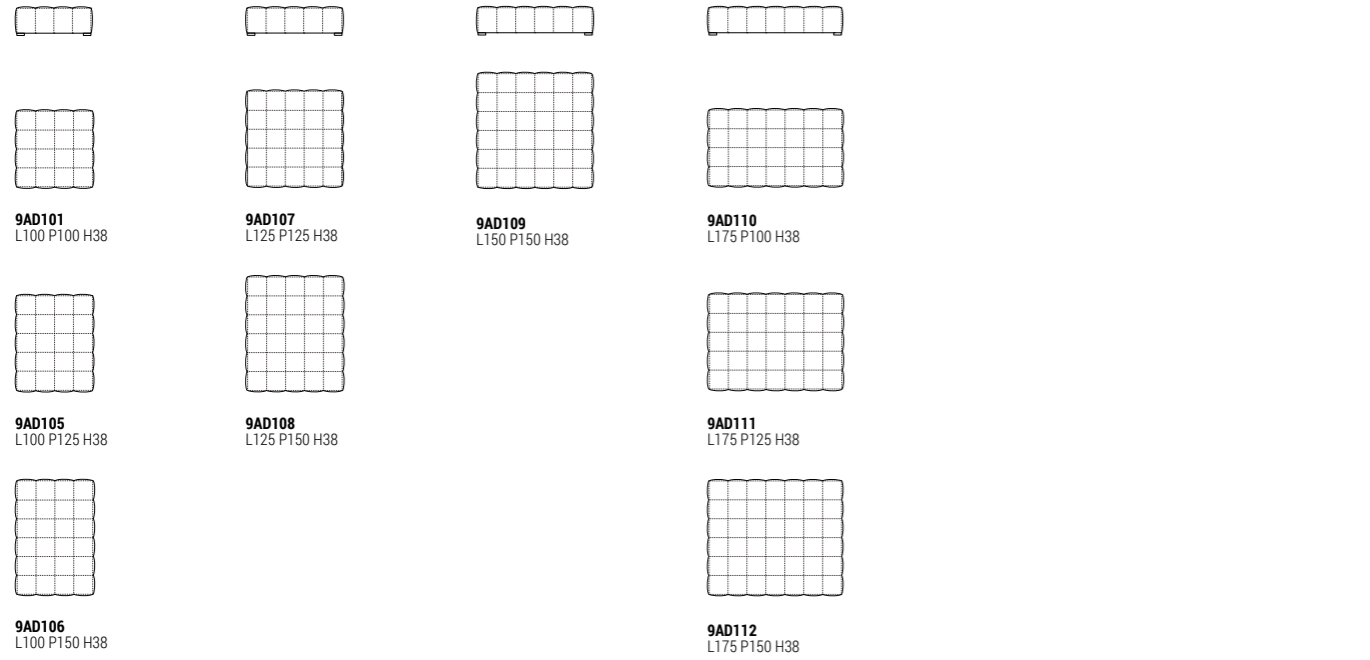 9AD101
L100 P100 H38
9AD107
L125 P125 H38
9AD109
L150 P150 H38
9AD110
L175 P100 H38
9AD105
L100 P125 H38
9AD108
L125 P150 H38
9AD111
L175 P125 H38
9AD106
L100 P150 H38
9AD112
L175 P150 H38